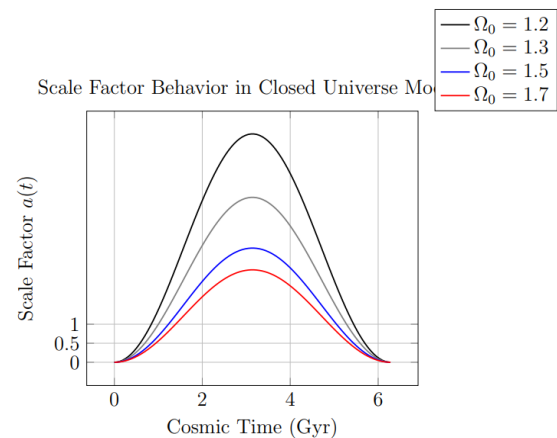 Ω₀ = 1.2
Ω₀ = 1.3
Ω₀ = 1.5
Ω₀ = 1.7
Scale Factor Behavior in Closed Universe Mo
Scale Factor a(t)
1
0.5
0
0 2 4 6
Cosmic Time (Gyr)